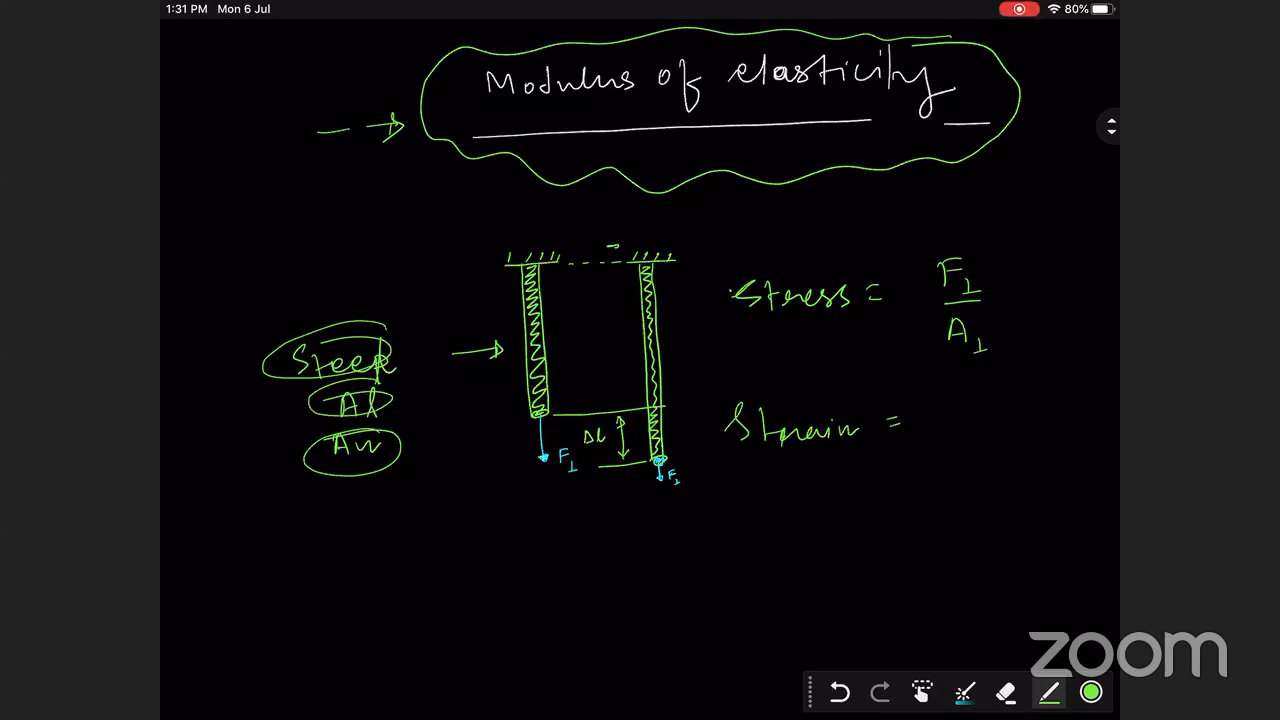 1:31 PM Mon 6 Jul
80%
Modulus of elasticity
Stress = F⊥
A⊥
Steel
Al
Au
Δl
F⊥
F⊥
Strain =
zoom